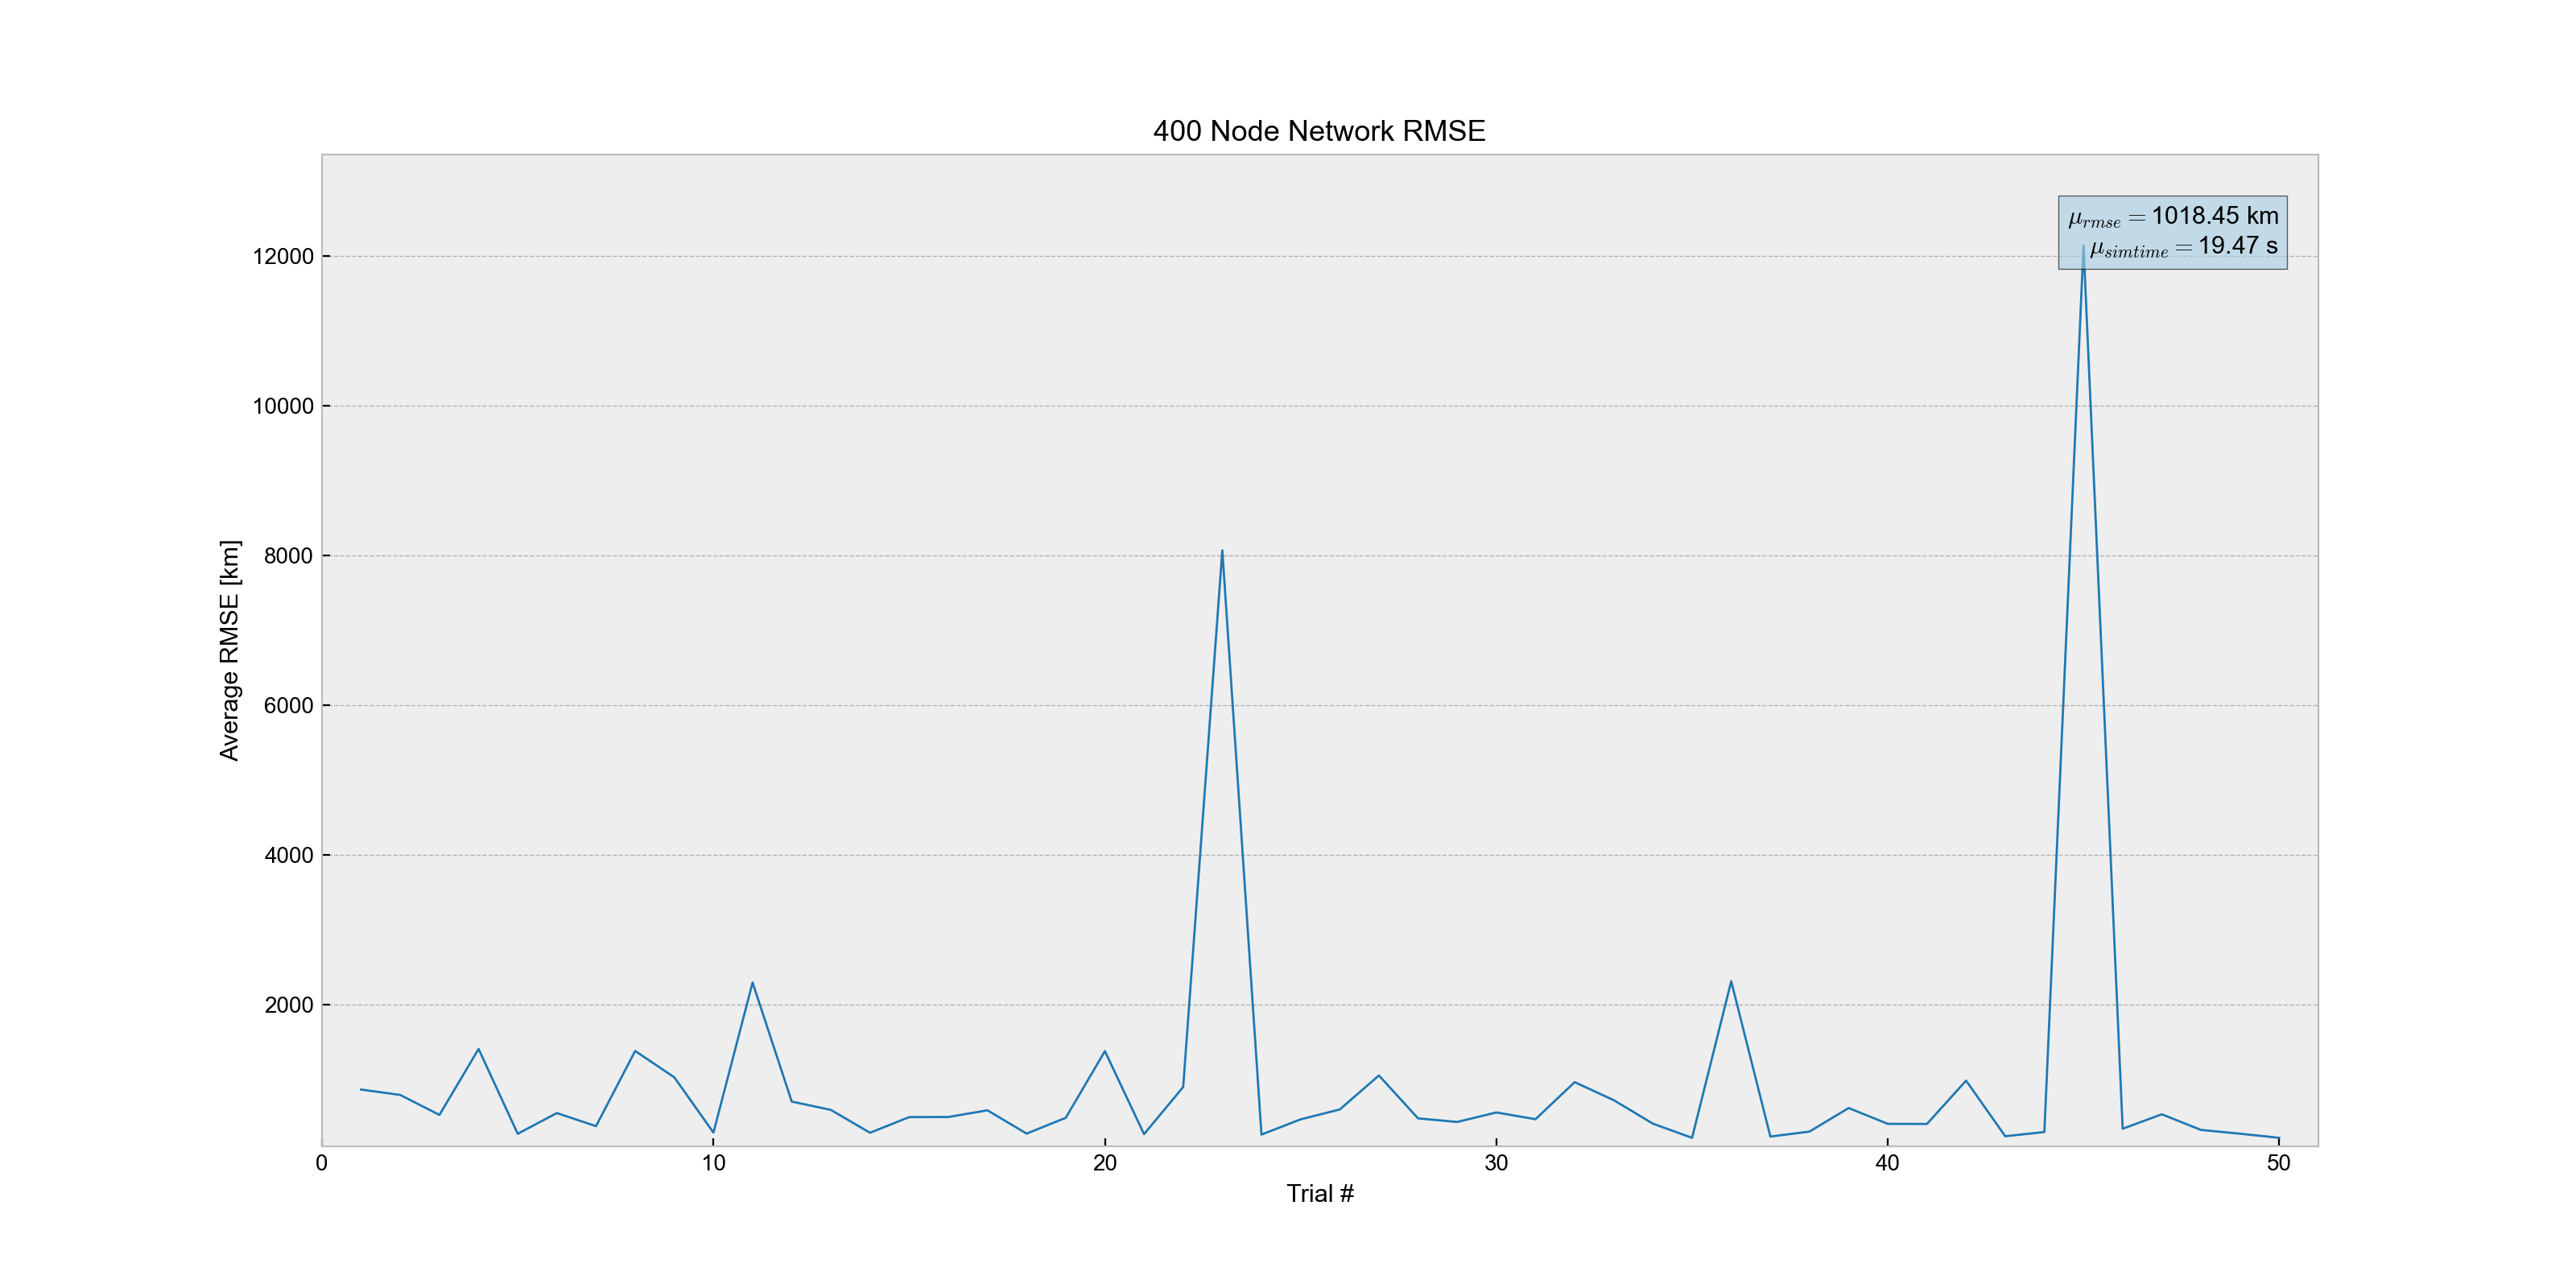 400 Node Network RMSE
μ_rmse = 1018.45 km
μ_simtime = 19.47 s
12000
10000
8000
6000
4000
2000
Average RMSE [km]
0 10 20 30 40 50
Trial #